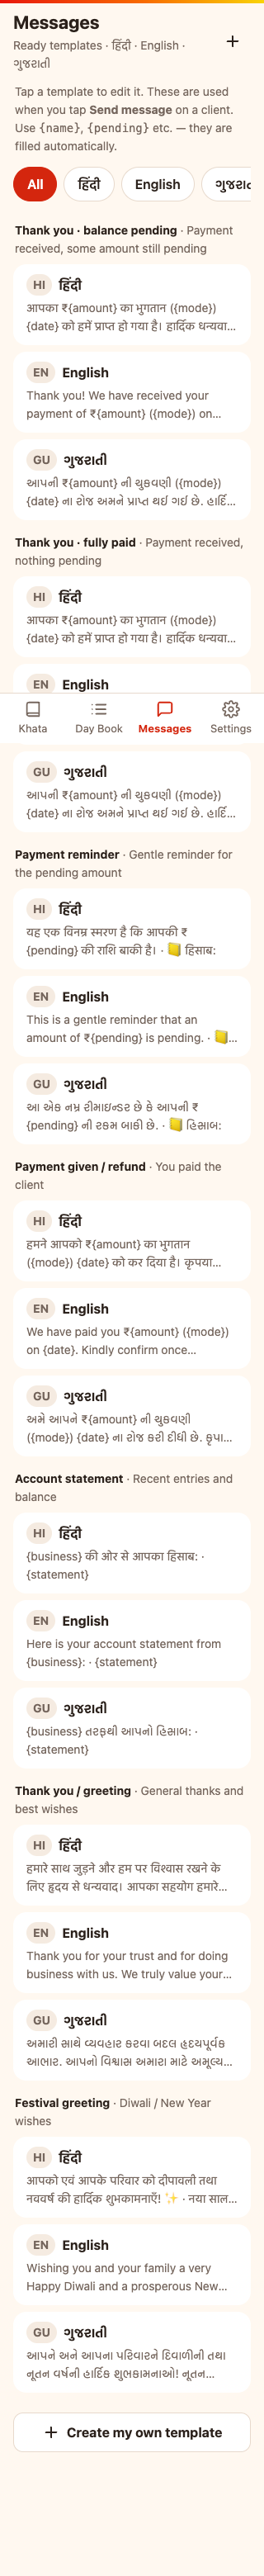 Messages
Ready templates · हिंदी · English ·
ગુજરાતી
Tap a template to edit it. These are used
when you tap Send message on a client.
Use {name}, {pending} etc. — they are
filled automatically.
All
हिंदी
English
Thank you · balance pending · Payment
received, some amount still pending
HI हिंदी
आपका ₹{amount} का भुगतान ({mode})
{date} को हमें प्राप्त हो गया है। हार्दिक धन्यवा...
EN English
Thank you! We have received your
payment of ₹{amount} ({mode}) on...
GU ગુજરાતી
આપની ₹{amount} ની ચુકવણી ({mode})
{date} ના રોજ અમને પ્રાપ્ત થઈ ગઈ છે. હાર્દિ...
Thank you · fully paid · Payment received,
nothing pending
HI हिंदी
आपका ₹{amount} का भुगतान ({mode})
{date} को हमें प्राप्त हो गया है। हार्दिक धन्यवा...
EN English
Khata
Day Book
Messages
Settings
GU ગુજરાતી
આપની ₹{amount} ની ચુકવણી ({mode})
{date} ના રોજ અમને પ્રાપ્ત થઈ ગઈ છે. હાર્દિ...
Payment reminder · Gentle reminder for
the pending amount
HI हिंदी
यह एक विनम्र स्मरण है कि आपकी ₹
{pending} की राशि बाकी है। · 📒 हिसाब:
EN English
This is a gentle reminder that an
amount of ₹{pending} is pending. · 📒...
GU ગુજરાતી
આ એક નમ્ર રીમાઇન્ડર છે કે આપની ₹
{pending} ની રકમ બાકી છે. · 📒 હિસાબ:
Payment given / refund · You paid the
client
HI हिंदी
हमने आपको ₹{amount} का भुगतान
({mode}) {date} को कर दिया है। कृपया...
EN English
We have paid you ₹{amount} ({mode})
on {date}. Kindly confirm once...
GU ગુજરાતી
અમે આપને ₹{amount} ની ચુકવણી
({mode}) {date} ના રોજ કરી દીધી છે. કૃપા...
Account statement · Recent entries and
balance
HI हिंदी
{business} की ओर से आपका हिसाब: ·
{statement}
EN English
Here is your account statement from
{business}: · {statement}
GU ગુજરાતી
{business} તરફથી આપનો હિસાબ: ·
{statement}
Thank you / greeting · General thanks and
best wishes
HI हिंदी
हमारे साथ जुड़ने और हम पर विश्वास रखने के
लिए हृदय से धन्यवाद। आपका सहयोग हमारे...
EN English
Thank you for your trust and for doing
business with us. We truly value your...
GU ગુજરાતી
અમારી સાથે વ્યવહાર કરવા બદલ હૃદયપૂર્વક
આભાર. આપનો વિશ્વાસ અમારા માટે અમૂલ્ય...
Festival greeting · Diwali / New Year
wishes
HI हिंदी
आपको एवं आपके परिवार को दीपावली तथा
नववर्ष की हार्दिक शुभकामनाएँ! ✨ · नया साल...
EN English
Wishing you and your family a very
Happy Diwali and a prosperous New...
GU ગુજરાતી
આપને અને આપના પરિવારને દિવાળીની તથા
નૂતન વર્ષની હાર્દિક શુભકામનાઓ! નૂતન...
+ Create my own template